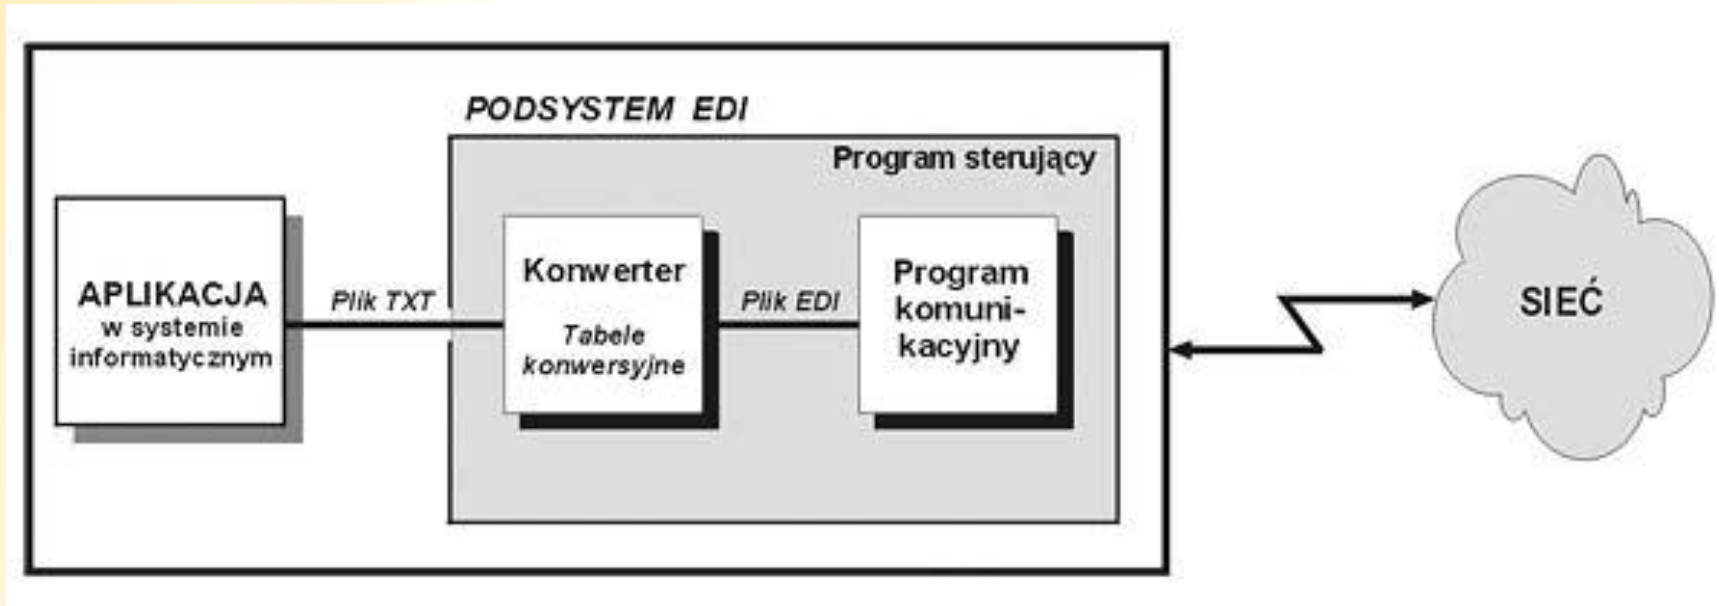 PODSYSTEM EDI
Program sterujący
APLIKACJA
w systemie
informatycznym
Plik TXT
Konwerter
Tabele
konwersyjne
Plik EDI
Program
komuni-
kacyjny
SIEĆ